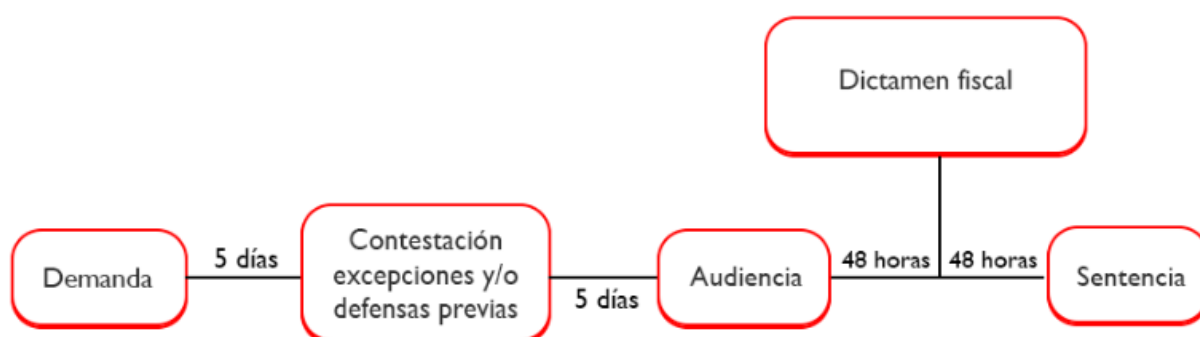 Dictamen fiscal
Demanda
5 días
Contestación
excepciones y/o
defensas previas
5 días
Audiencia
48 horas
48 horas
Sentencia